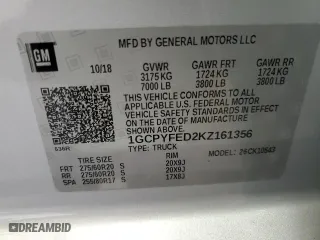 GM
MFD BY GENERAL MOTORS LLC
10/18
GVWR GAWR FRT GAWR RR
3175 KG 1724 KG 1724 KG
7000 LB 3800 LB 3800 LB
THIS VEHICLE CONFORMS TO ALL
APPLICABLE U.S. FEDERAL MOTOR
VEHICLE SAFETY STANDARDS IN
EFFECT ON THE DATE OF
MANUFACTURE SHOWN ABOVE.
1GCPYFED2KZ161356
TYPE: TRUCK
TIRE SIZE SPEED RTG RIM
FRT 275/60R20 S 20X9J
RR 275/60R20 S 20X9J
SPA 255/80R17 S 17X8J